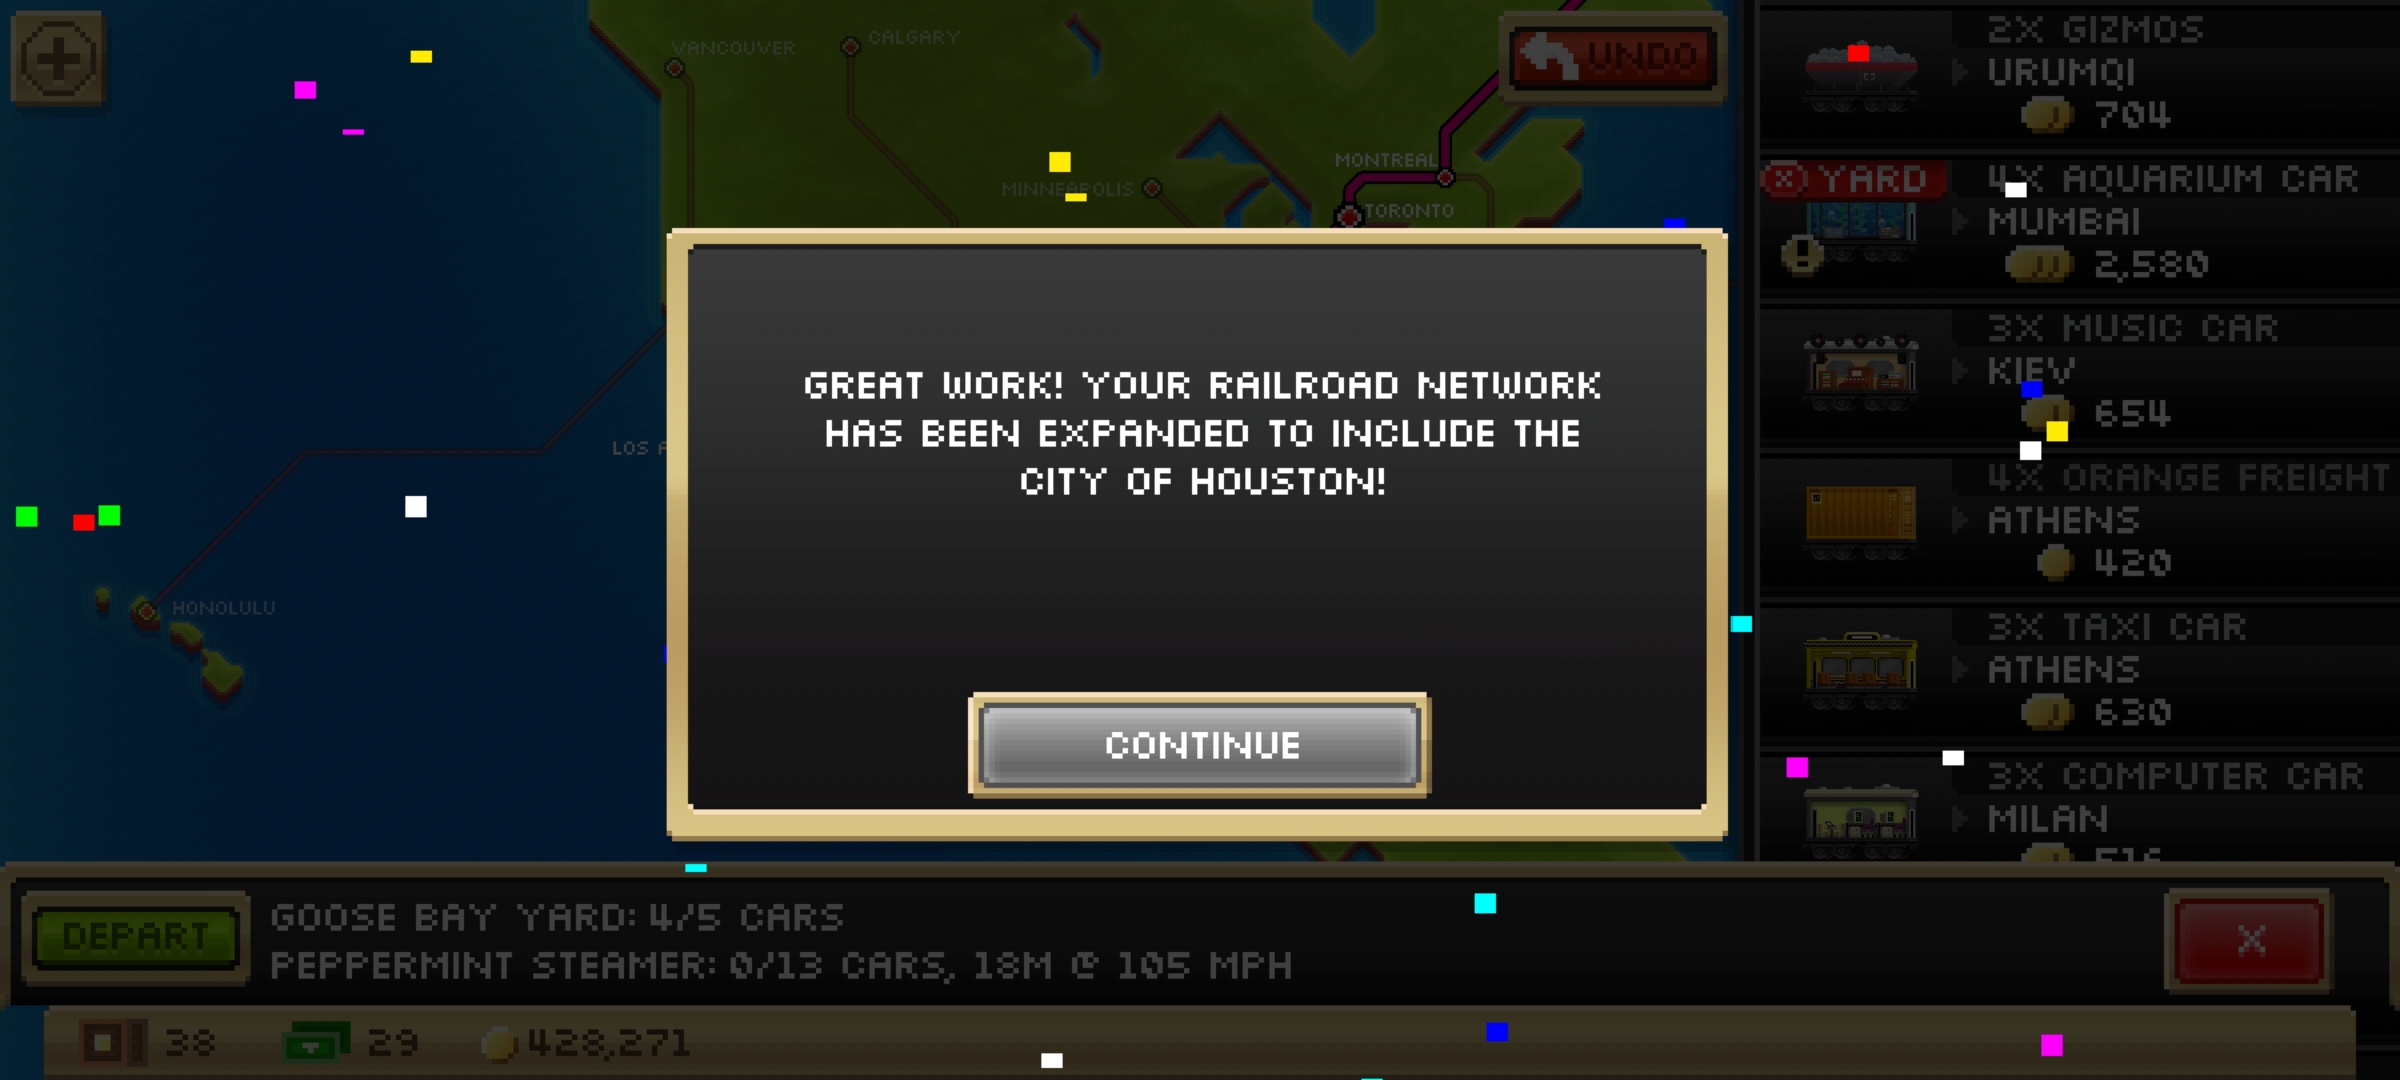 VANCOUVER
CALGARY
UNDO
MINNEAPOLIS
MONTREAL
TORONTO
LOS
HONOLULU
GREAT WORK! YOUR RAILROAD NETWORK
HAS BEEN EXPANDED TO INCLUDE THE
CITY OF HOUSTON!
CONTINUE
2X GIZMOS
URUMQI
704
YARD
4X AQUARIUM CAR
MUMBAI
2,580
3X MUSIC CAR
KIEV
654
4X ORANGE FREIGHT
ATHENS
420
3X TAXI CAR
ATHENS
630
3X COMPUTER CAR
MILAN
DEPART
GOOSE BAY YARD: 4/5 CARS
PEPPERMINT STEAMER: 0/13 CARS, 18M @ 105 MPH
X
38
29
428,271